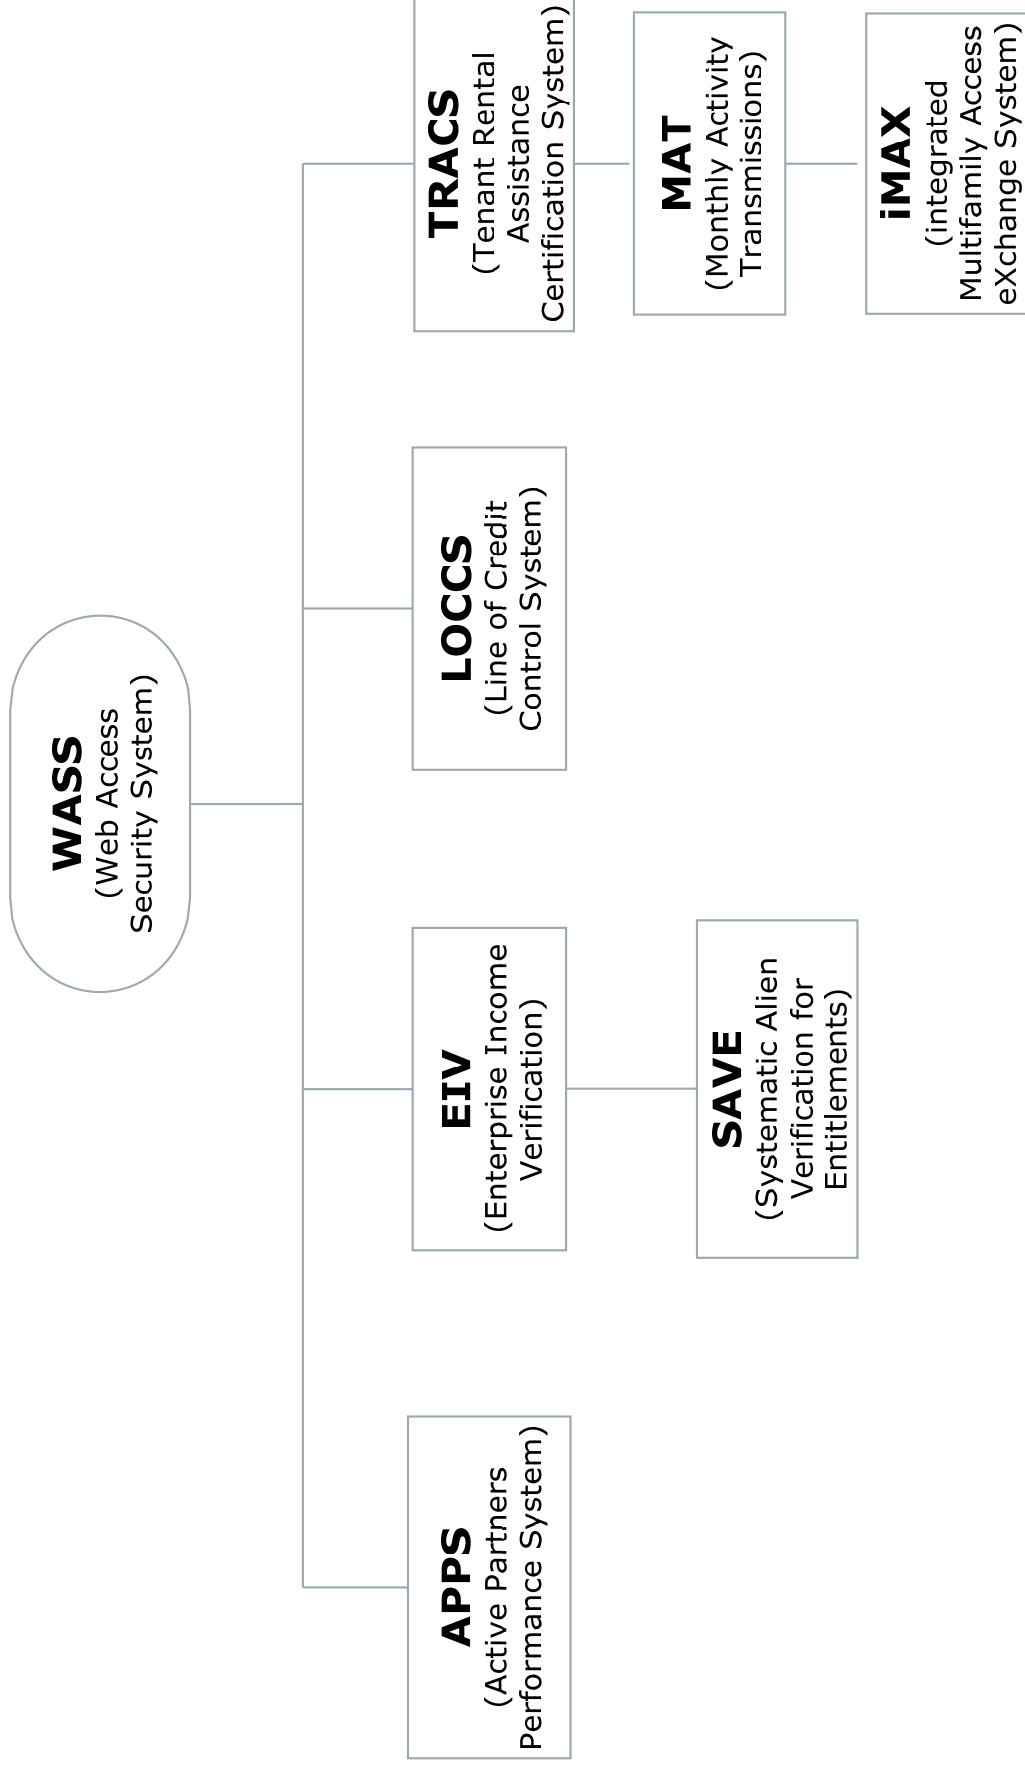 WASS
(Web Access
Security System)
APPS
(Active Partners
Performance System)
EIV
(Enterprise Income
Verification)
LOCCS
(Line of Credit
Control System)
TRACS
(Tenant Rental
Assistance
Certification System)
SAVE
(Systematic Alien
Verification for
Entitlements)
MAT
(Monthly Activity
Transmissions)
iMAX
(integrated
Multifamily Access
eXchange System)